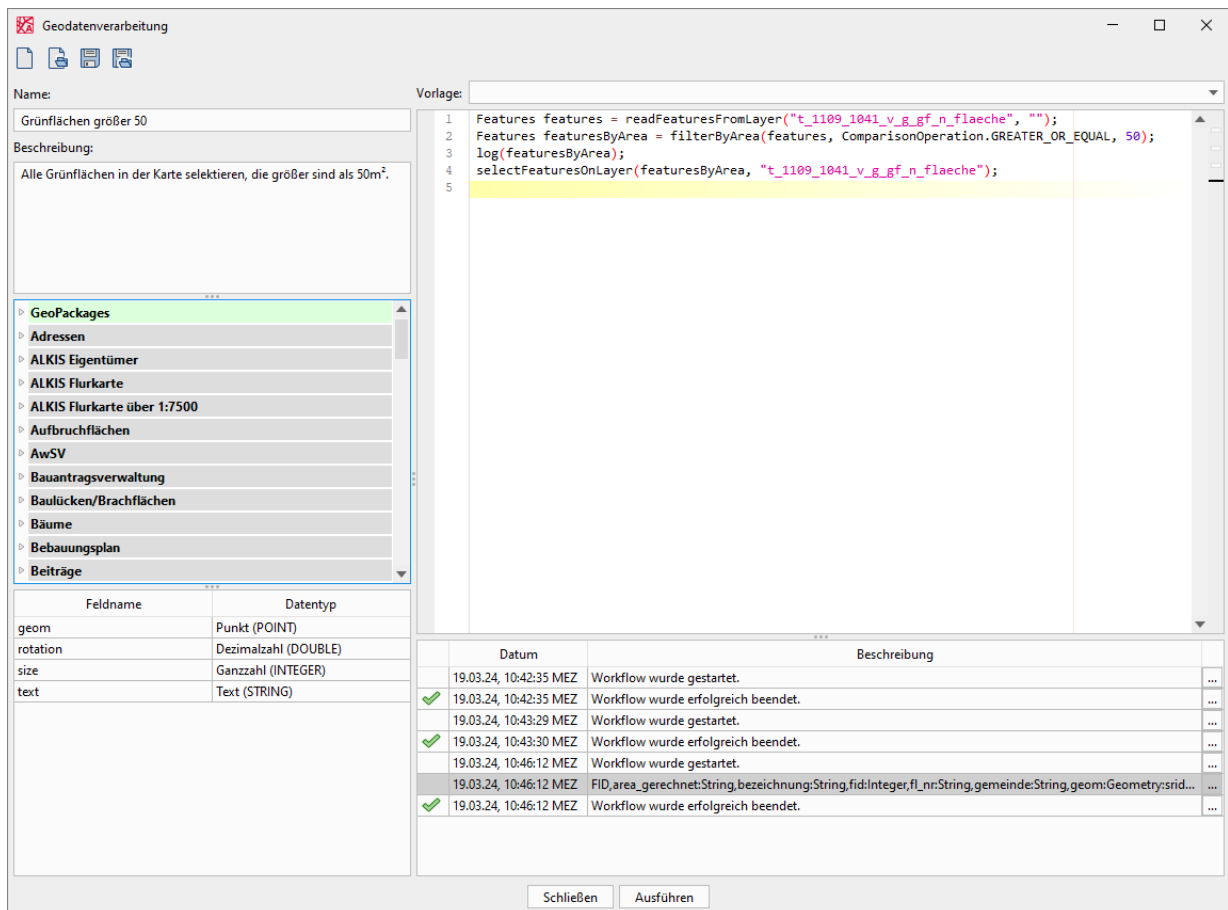 Geodatenverarbeitung
Name:
Grünflächen größer 50
Beschreibung:
Alle Grünflächen in der Karte selektieren, die größer sind als 50m².
GeoPackages
Adressen
ALKIS Eigentümer
ALKIS Flurkarte
ALKIS Flurkarte über 1:7500
Aufbruchflächen
AwSV
Bauantragsverwaltung
Baulücken/Brachflächen
Bäume
Bebauungsplan
Beiträge
Feldname Datentyp
geom Punkt (POINT)
rotation Dezimalzahl (DOUBLE)
size Ganzzahl (INTEGER)
text Text (STRING)
Vorlage:
1 Features features = readFeaturesFromLayer("t_1109_1041_v_g_gf_n_flaeche", "");
2 Features featuresByArea = filterByArea(features, ComparisonOperation.GREATER_OR_EQUAL, 50);
3 log(featuresByArea);
4 selectFeaturesOnLayer(featuresByArea, "t_1109_1041_v_g_gf_n_flaeche");
5
Datum Beschreibung
19.03.24, 10:42:35 MEZ Workflow wurde gestartet. ...
19.03.24, 10:42:35 MEZ Workflow wurde erfolgreich beendet. ...
19.03.24, 10:43:29 MEZ Workflow wurde gestartet. ...
19.03.24, 10:43:30 MEZ Workflow wurde erfolgreich beendet. ...
19.03.24, 10:46:12 MEZ Workflow wurde gestartet. ...
19.03.24, 10:46:12 MEZ FID,area_gerechnet:String,bezeichnung:String,fid:Integer,fl_nr:String,gemeinde:String,geom:Geometry:srid... ...
19.03.24, 10:46:12 MEZ Workflow wurde erfolgreich beendet. ...
Schließen Ausführen